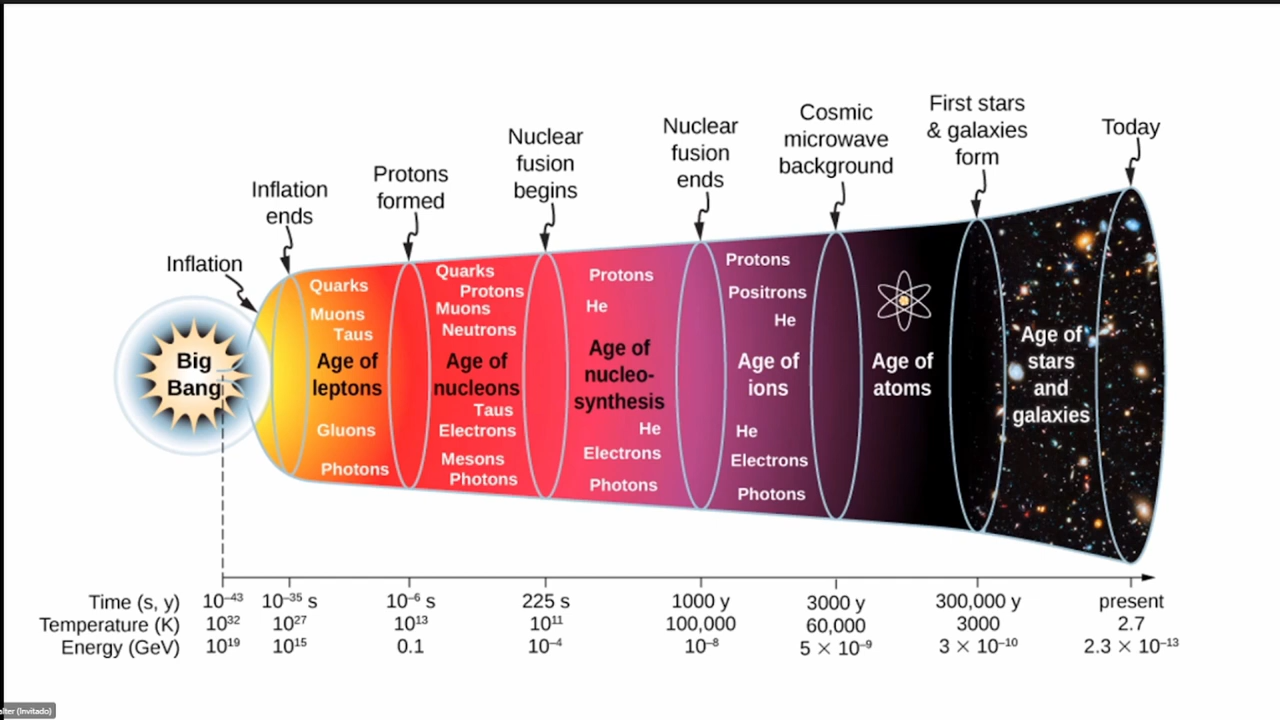 Inflation
Inflation
ends
Protons
formed
Nuclear
fusion
begins
Nuclear
fusion
ends
Cosmic
microwave
background
First stars
& galaxies
form
Today
Big
Bang
Quarks
Muons
Taus
Age of
leptons
Gluons
Photons
Quarks
Protons
Muons
Neutrons
Age of
nucleons
Taus
Electrons
Mesons
Photons
Protons
He
Age of
nucleo-
synthesis
He
Electrons
Photons
Protons
Positrons
He
Age of
ions
He
Electrons
Photons
Age of
atoms
Age of
stars
and
galaxies
Time (s, y) 10⁻⁴³ 10⁻³⁵ s 10⁻⁶ s 225 s 1000 y 3000 y 300,000 y present
Temperature (K) 10³² 10²⁷ 10¹³ 10¹¹ 100,000 60,000 3000 2.7
Energy (GeV) 10¹⁹ 10¹⁵ 0.1 10⁻⁴ 10⁻⁸ 5 × 10⁻⁹ 3 × 10⁻¹⁰ 2.3 × 10⁻¹³
(Invitado)